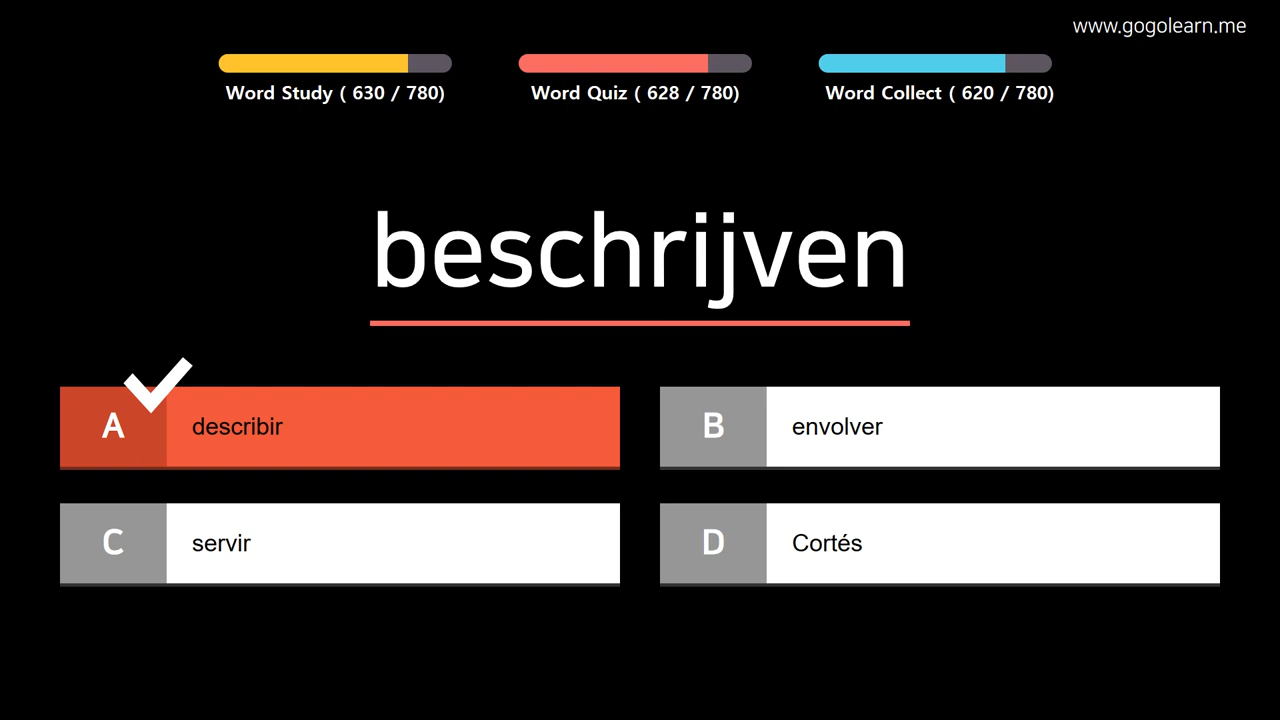 www.gogolearn.me
Word Study ( 630 / 780)
Word Quiz ( 628 / 780)
Word Collect ( 620 / 780)
beschrijven
A describir
B envolver
C servir
D Cortés